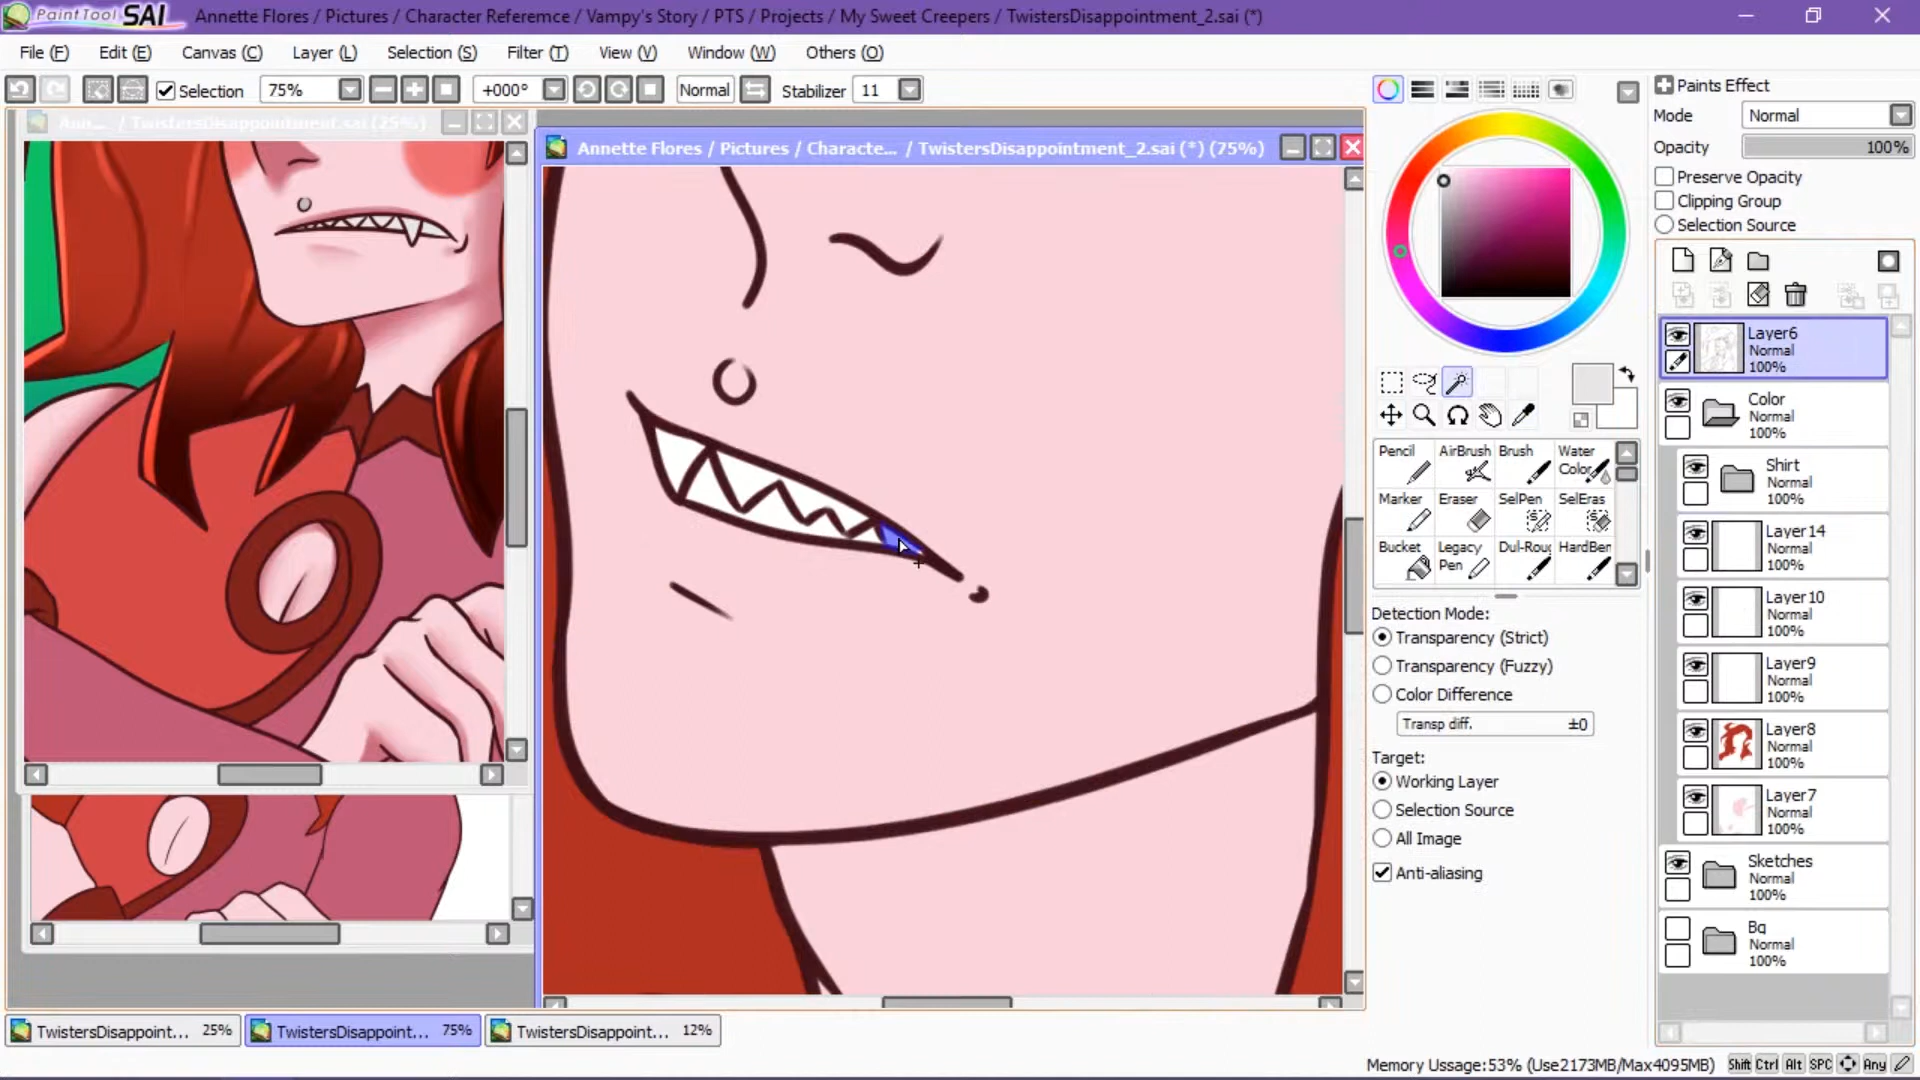 PaintTool SAI Annette Flores / Pictures / Character Referemce / Vampy's Story / PTS / Projects / My Sweet Creepers / TwistersDisappointment_2.sai (*)
File (F) Edit (E) Canvas (C) Layer (L) Selection (S) Filter (T) View (V) Window (W) Others (O)
Selection 75% +000° Normal Stabilizer 11
Ann... / TwistersDisappointment.sai (25%)
Annette Flores / Pictures / Characte... / TwistersDisappointment_2.sai (*) (75%)
Paints Effect
Mode Normal
Opacity 100%
Preserve Opacity
Clipping Group
Selection Source
Layer6
Normal
100%
Color
Normal
100%
Shirt
Normal
100%
Layer14
Normal
100%
Layer10
Normal
100%
Layer9
Normal
100%
Layer8
Normal
100%
Layer7
Normal
100%
Sketches
Normal
100%
Bg
Normal
100%
Pencil AirBrush Brush Water Color
Marker Eraser SelPen SelEras
Bucket Legacy Pen Dul-Roug HardBen
Detection Mode:
Transparency (Strict)
Transparency (Fuzzy)
Color Difference
Transp diff. ±0
Target:
Working Layer
Selection Source
All Image
Anti-aliasing
TwistersDisappoint... 25% TwistersDisappoint... 75% TwistersDisappoint... 12%
Memory Usage:53% (Use2173MB/Max4095MB) Shift Ctrl Alt SPC Any